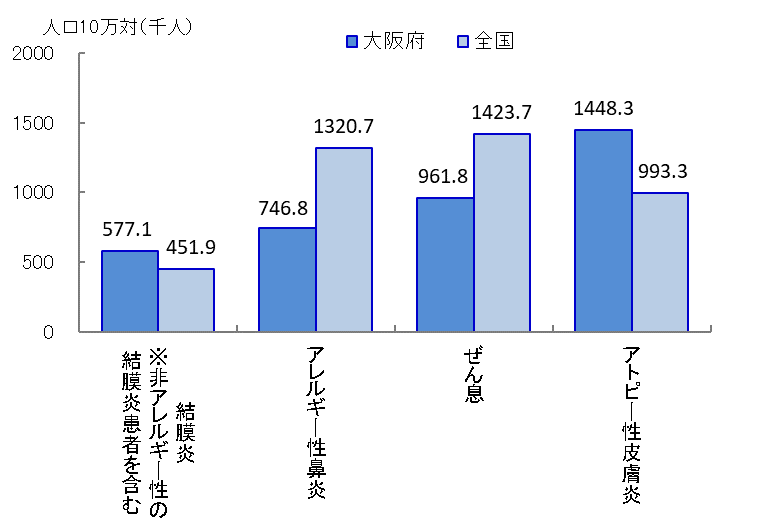 人口10万対(千人)
大阪府
全国
2000
1500
1000
500
0
577.1
451.9
746.8
1320.7
961.8
1423.7
1448.3
993.3
結膜炎
※非アレルギー性の
結膜炎患者を含む
アレルギー性鼻炎
ぜん息
アトピー性皮膚炎